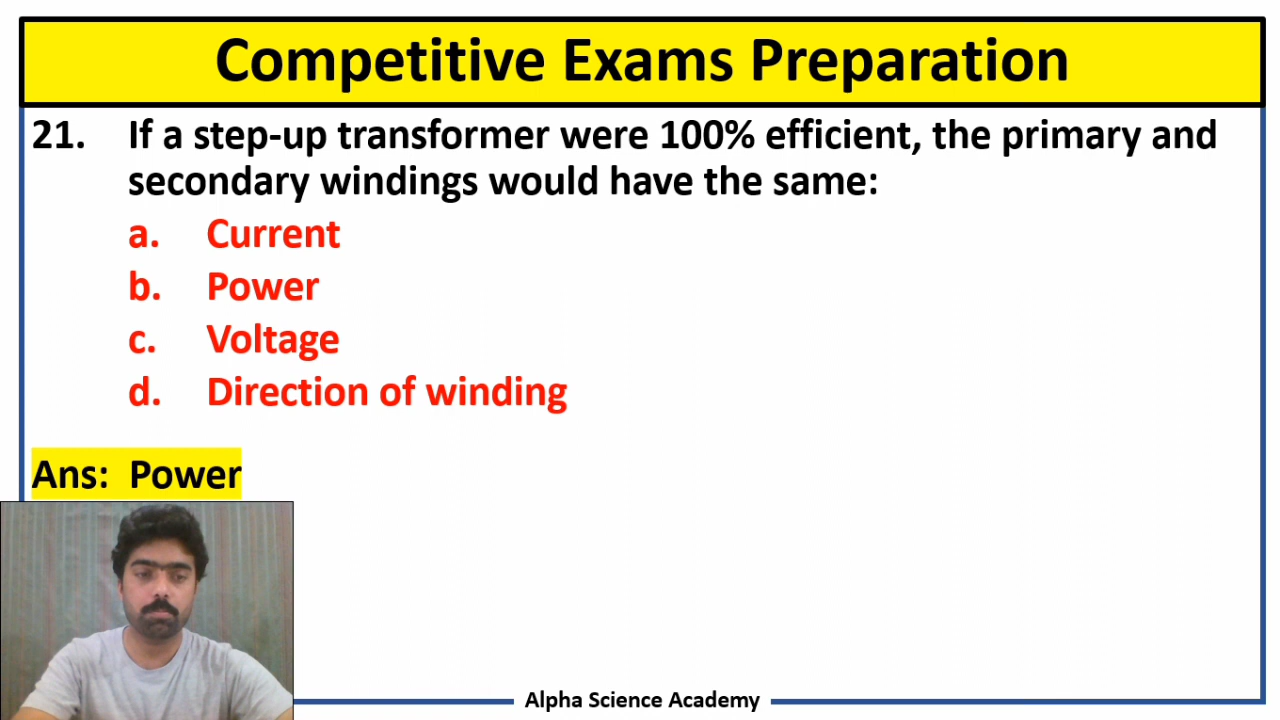 Competitive Exams Preparation
21. If a step-up transformer were 100% efficient, the primary and
secondary windings would have the same:
a. Current
b. Power
c. Voltage
d. Direction of winding
Ans: Power
Alpha Science Academy